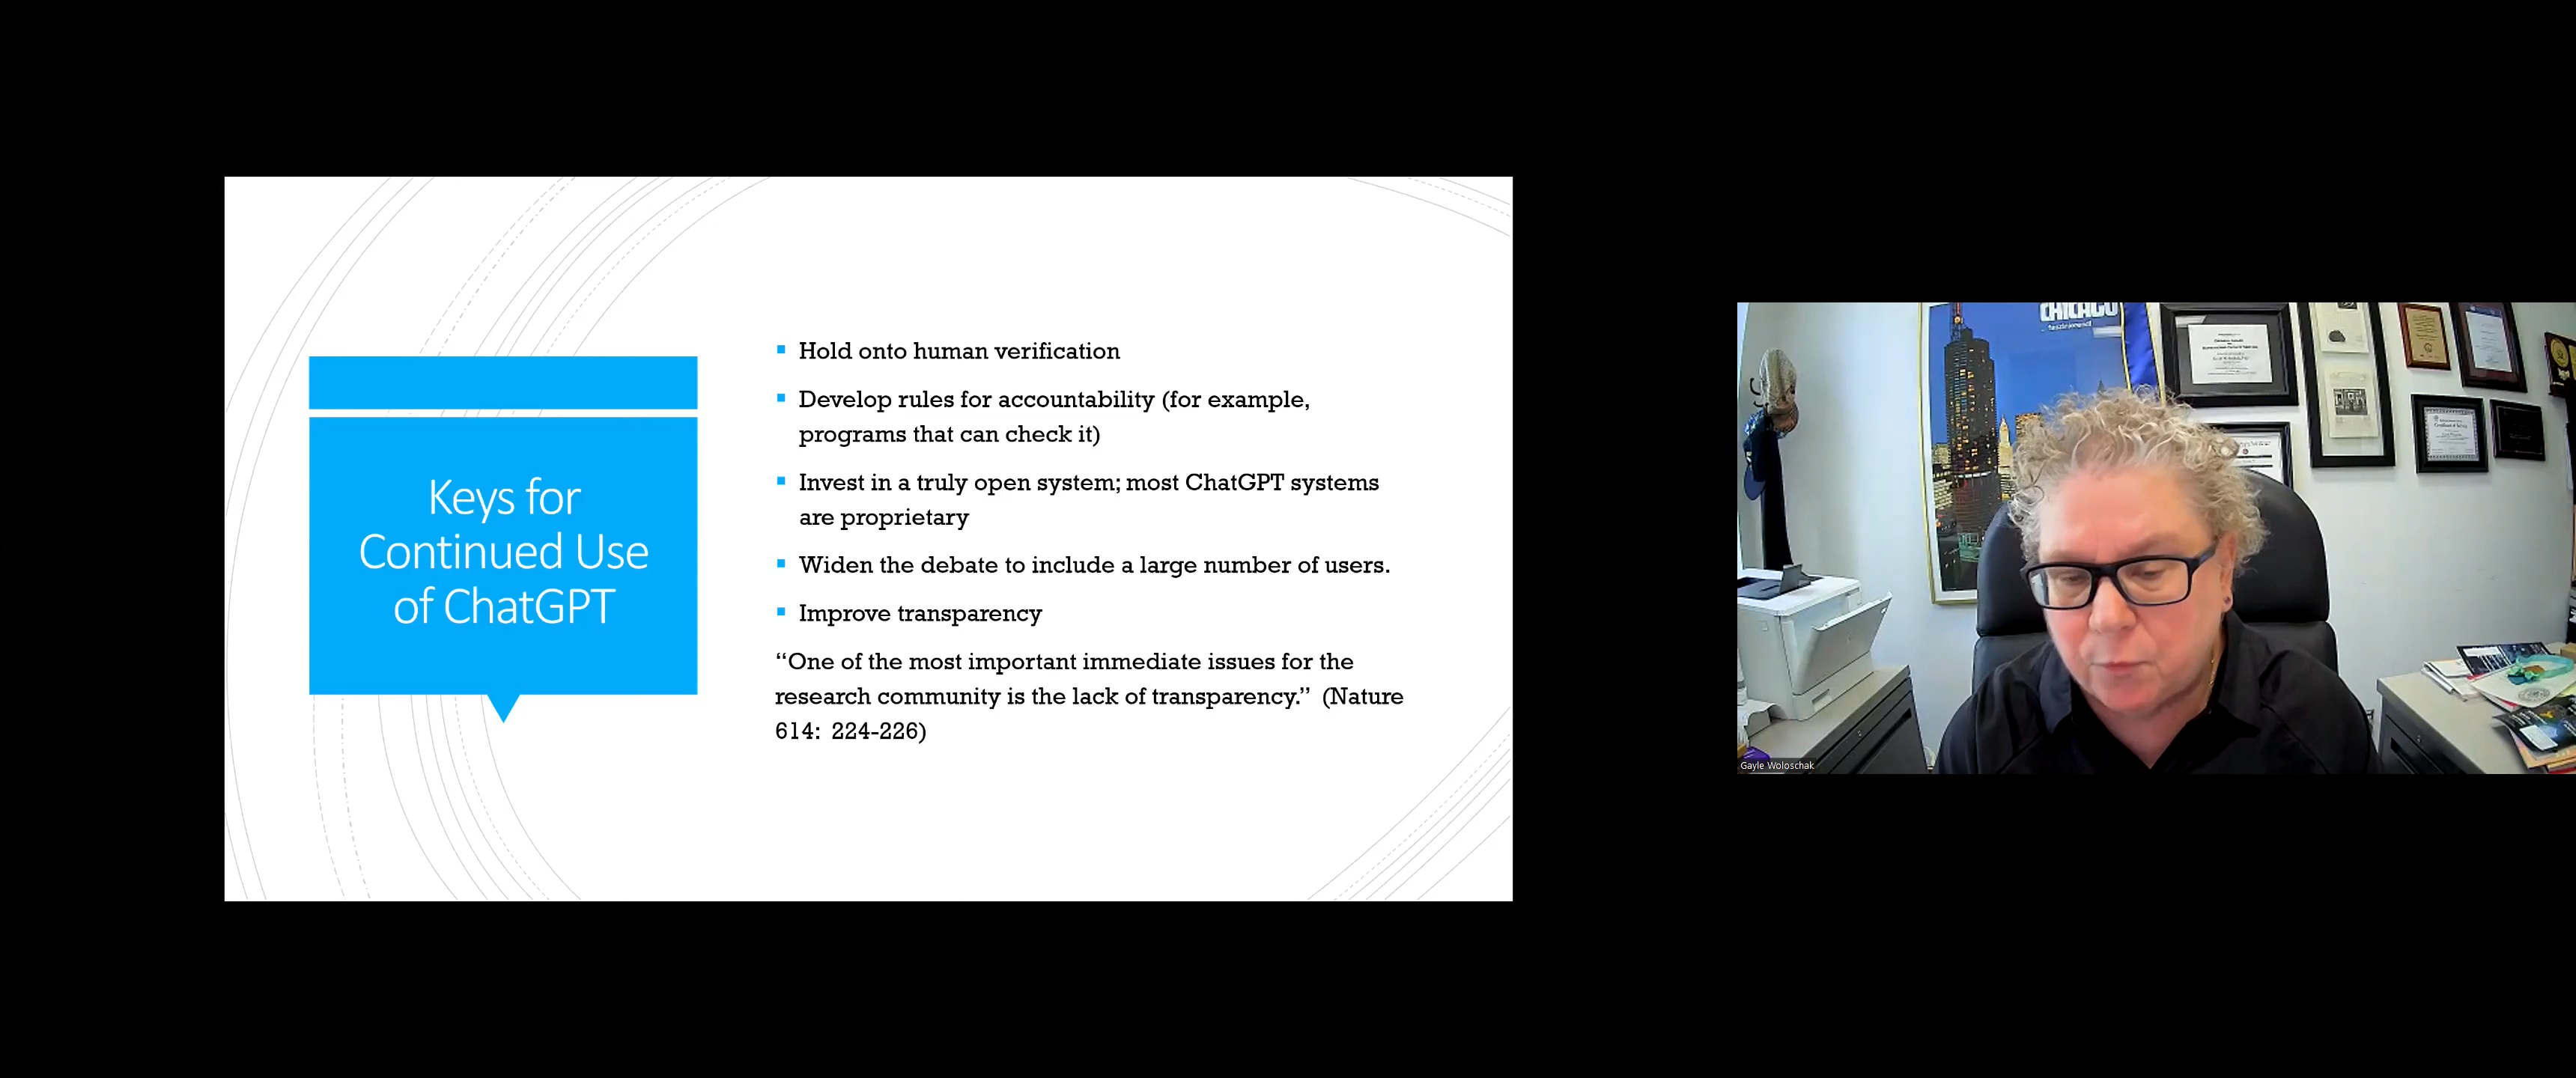 Keys for
Continued Use
of ChatGPT
▪ Hold onto human verification
▪ Develop rules for accountability (for example,
programs that can check it)
▪ Invest in a truly open system; most ChatGPT systems
are proprietary
▪ Widen the debate to include a large number of users.
▪ Improve transparency
“One of the most important immediate issues for the
research community is the lack of transparency.”  (Nature
614:  224-226)
CHICAGO
Gayle Woloschak